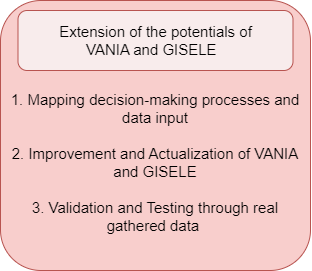 Extension of the potentials of
VANIA and GISELE
1. Mapping decision-making processes and
data input
2. Improvement and Actualization of VANIA
and GISELE
3. Validation and Testing through real
gathered data